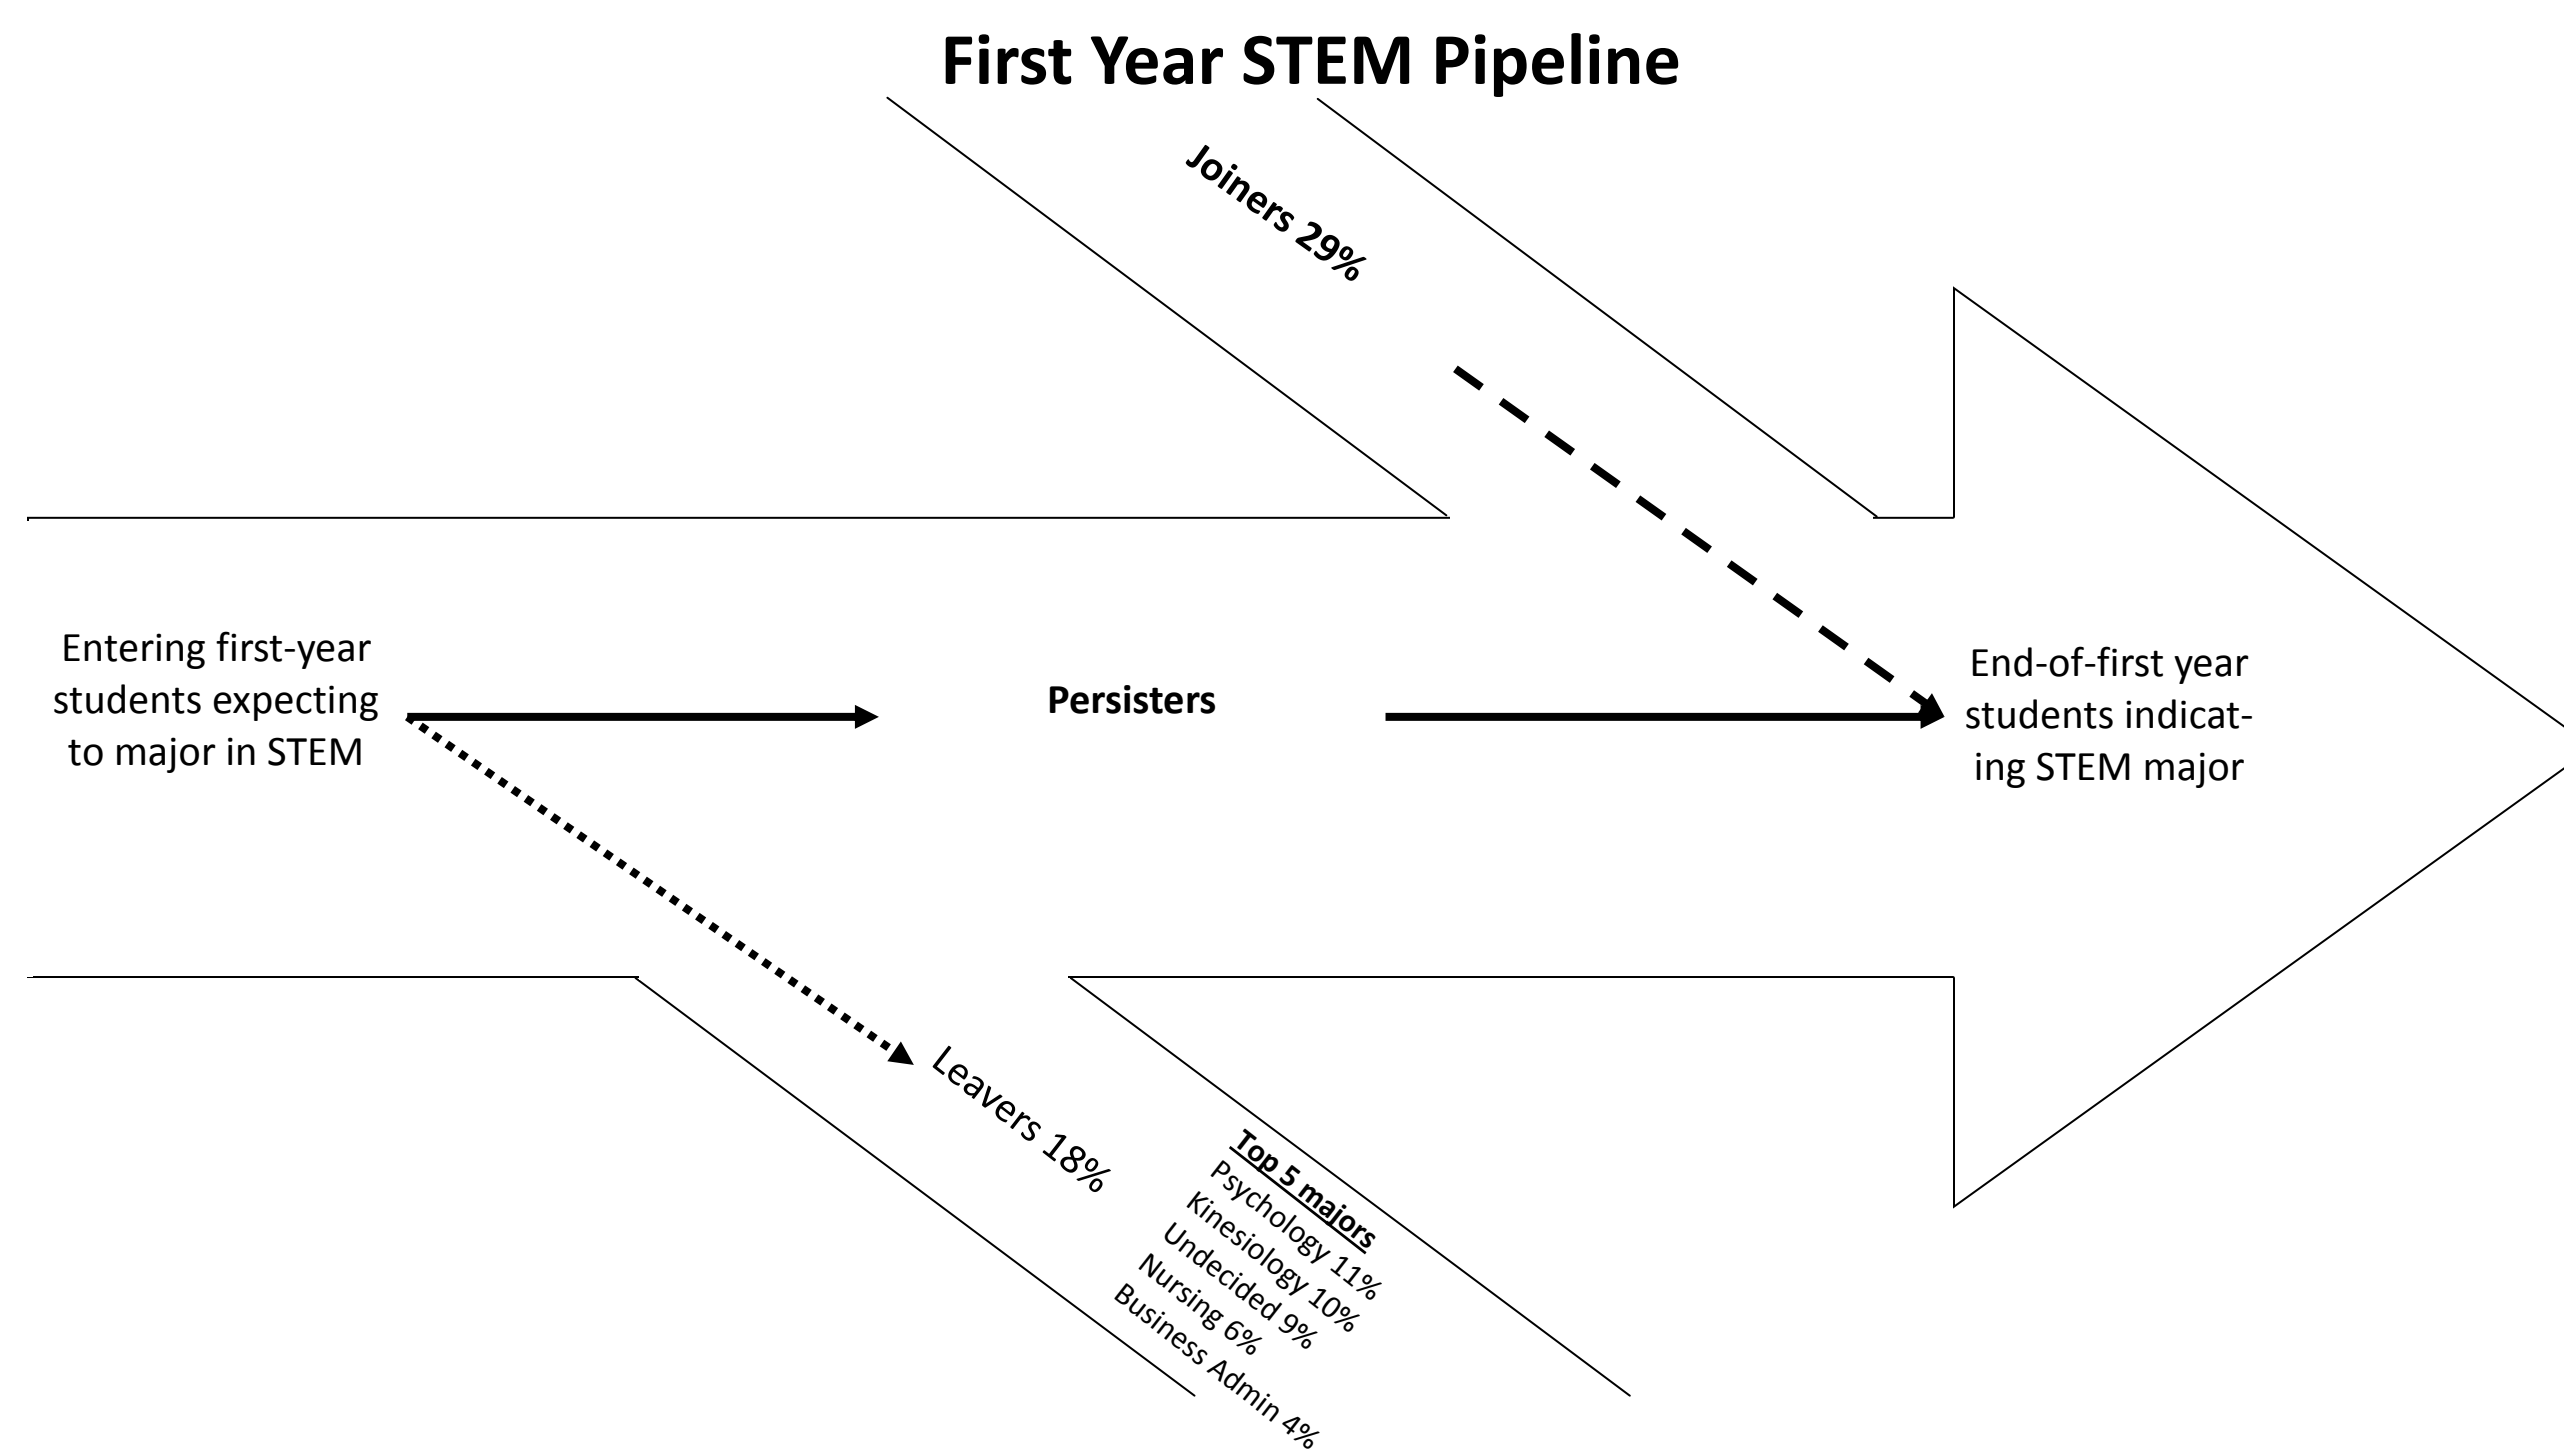 First Year STEM Pipeline
Joiners 29%
Entering first-year
students expecting
to major in STEM
Persisters
End-of-first year
students indicat-
ing STEM major
Leavers 18%
Top 5 majors
Psychology 11%
Kinesiology 10%
Undecided 9%
Nursing 6%
Business Admin 4%